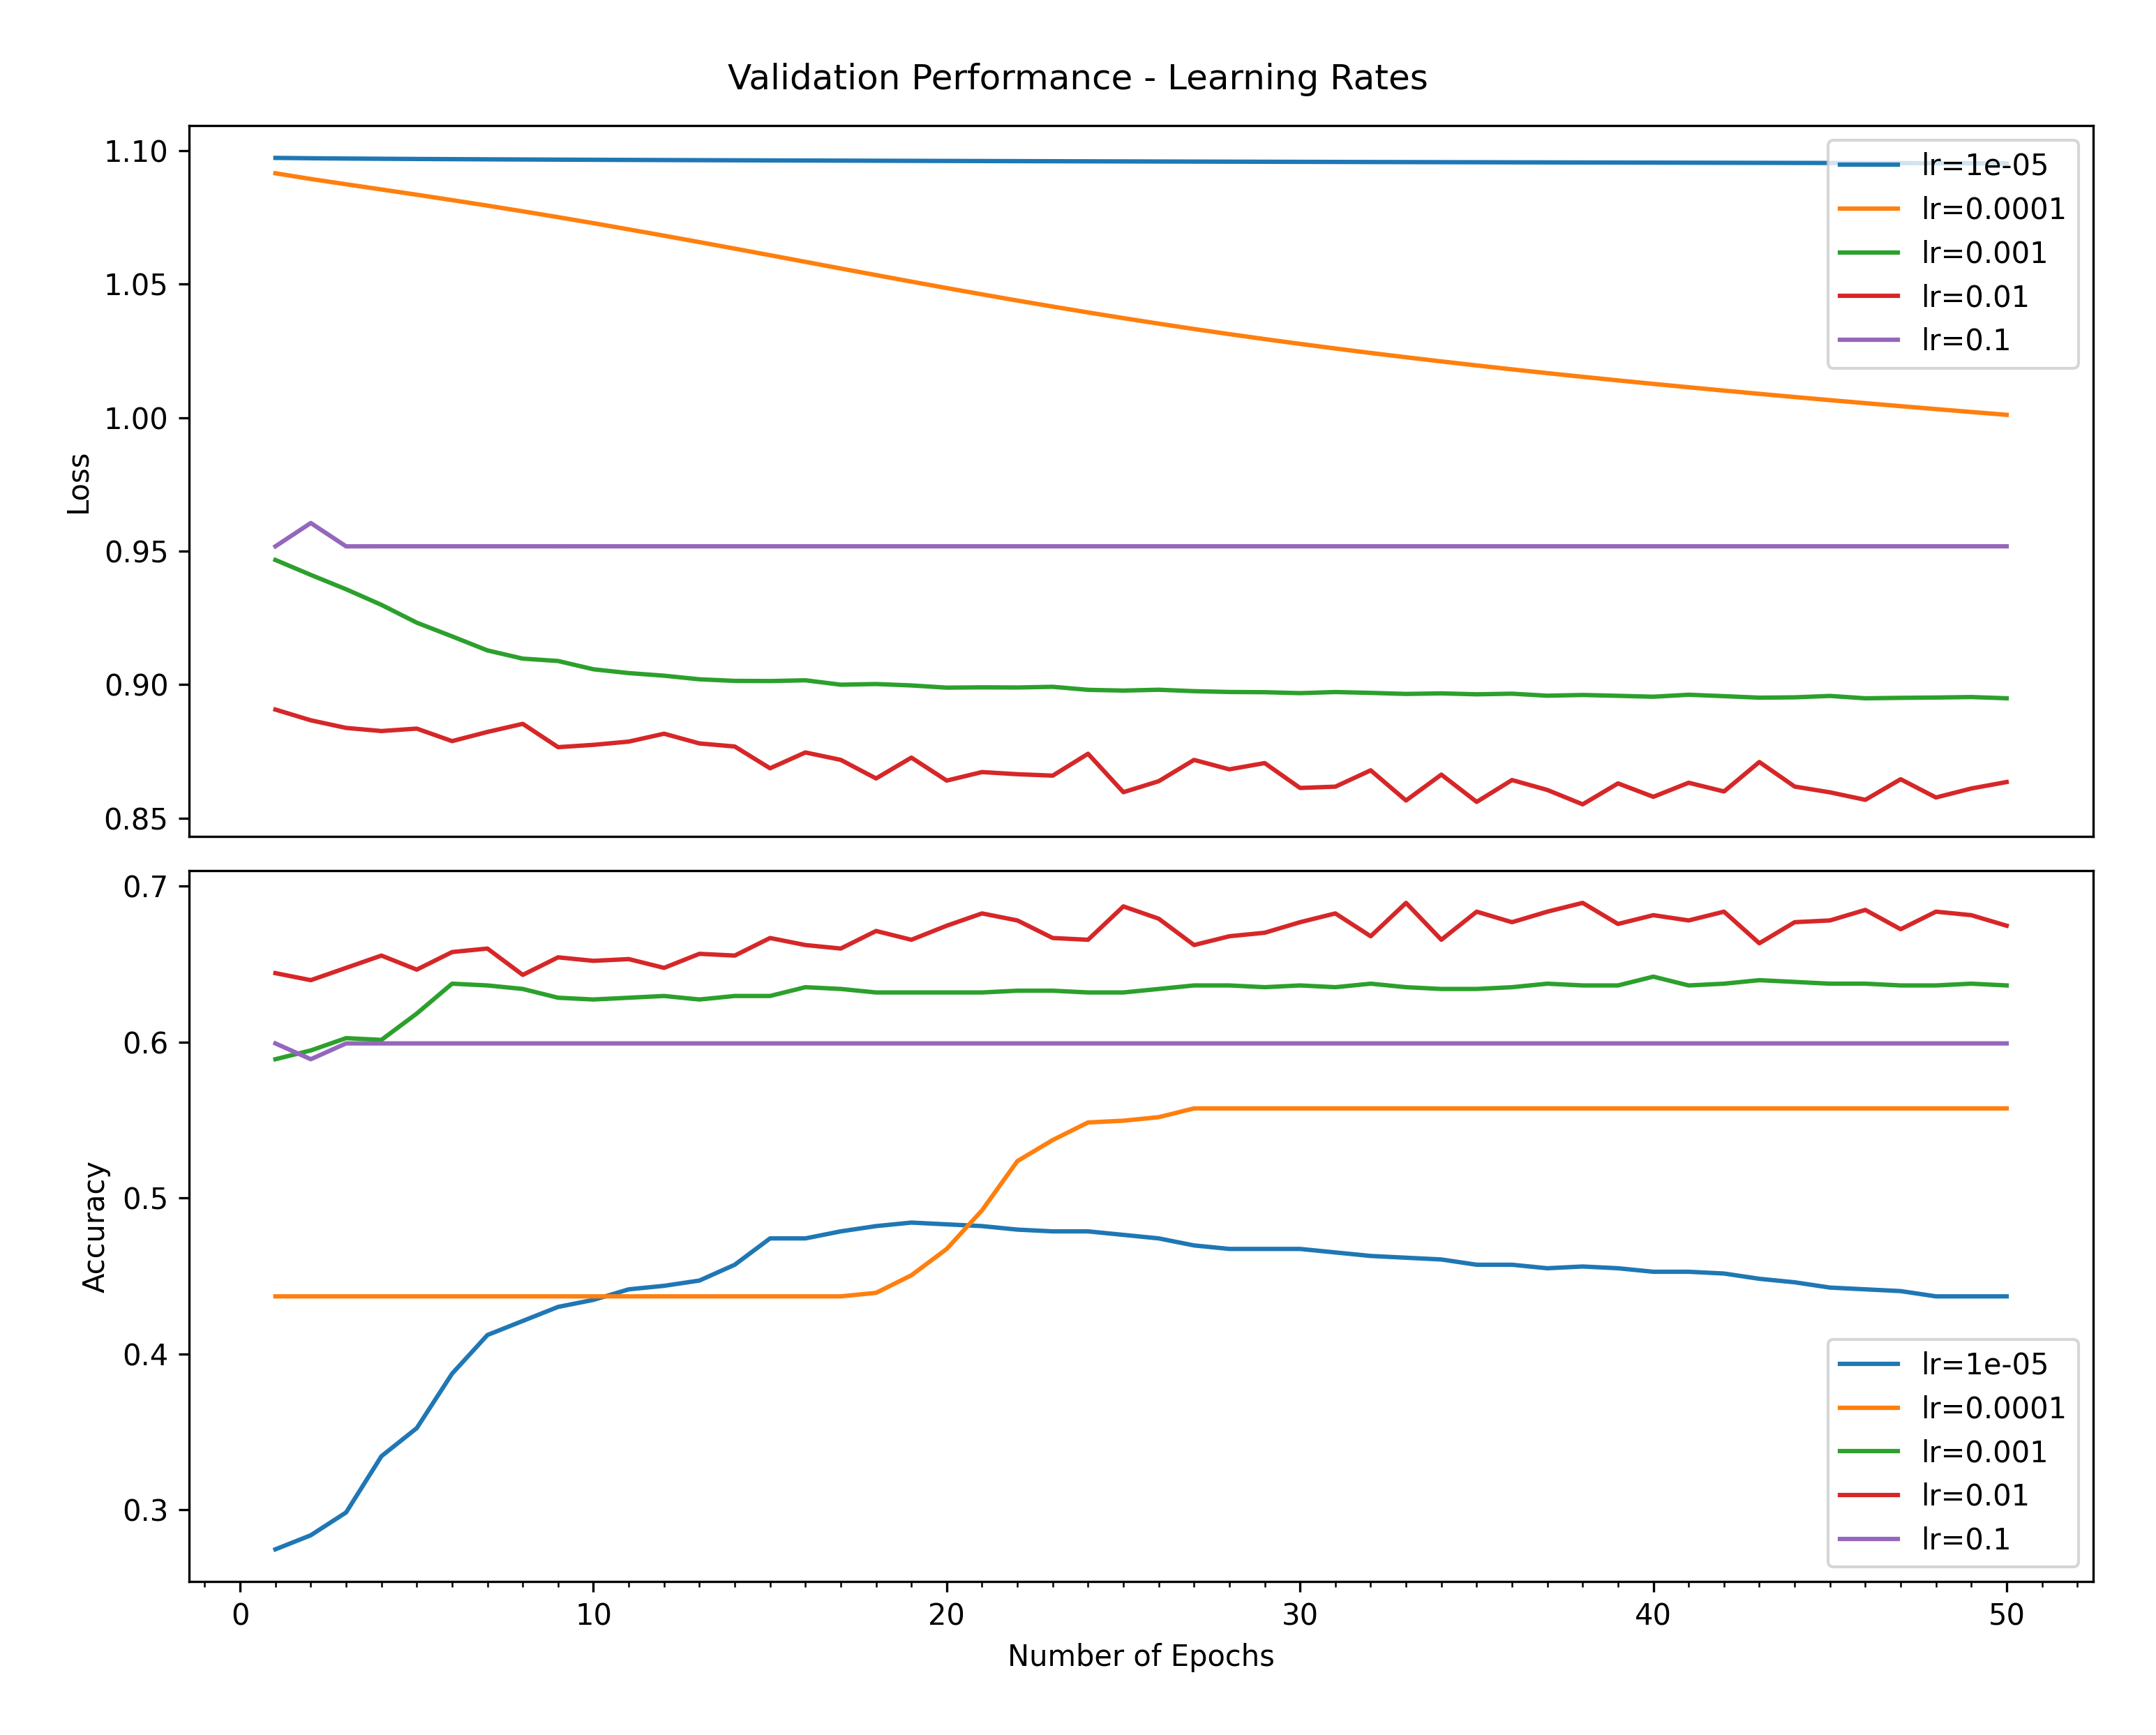 Validation Performance - Learning Rates
1.10
1.05
1.00
0.95
0.90
0.85
Loss
lr=1e-05
lr=0.0001
lr=0.001
lr=0.01
lr=0.1
0.7
0.6
0.5
0.4
0.3
Accuracy
lr=1e-05
lr=0.0001
lr=0.001
lr=0.01
lr=0.1
0 10 20 30 40 50
Number of Epochs